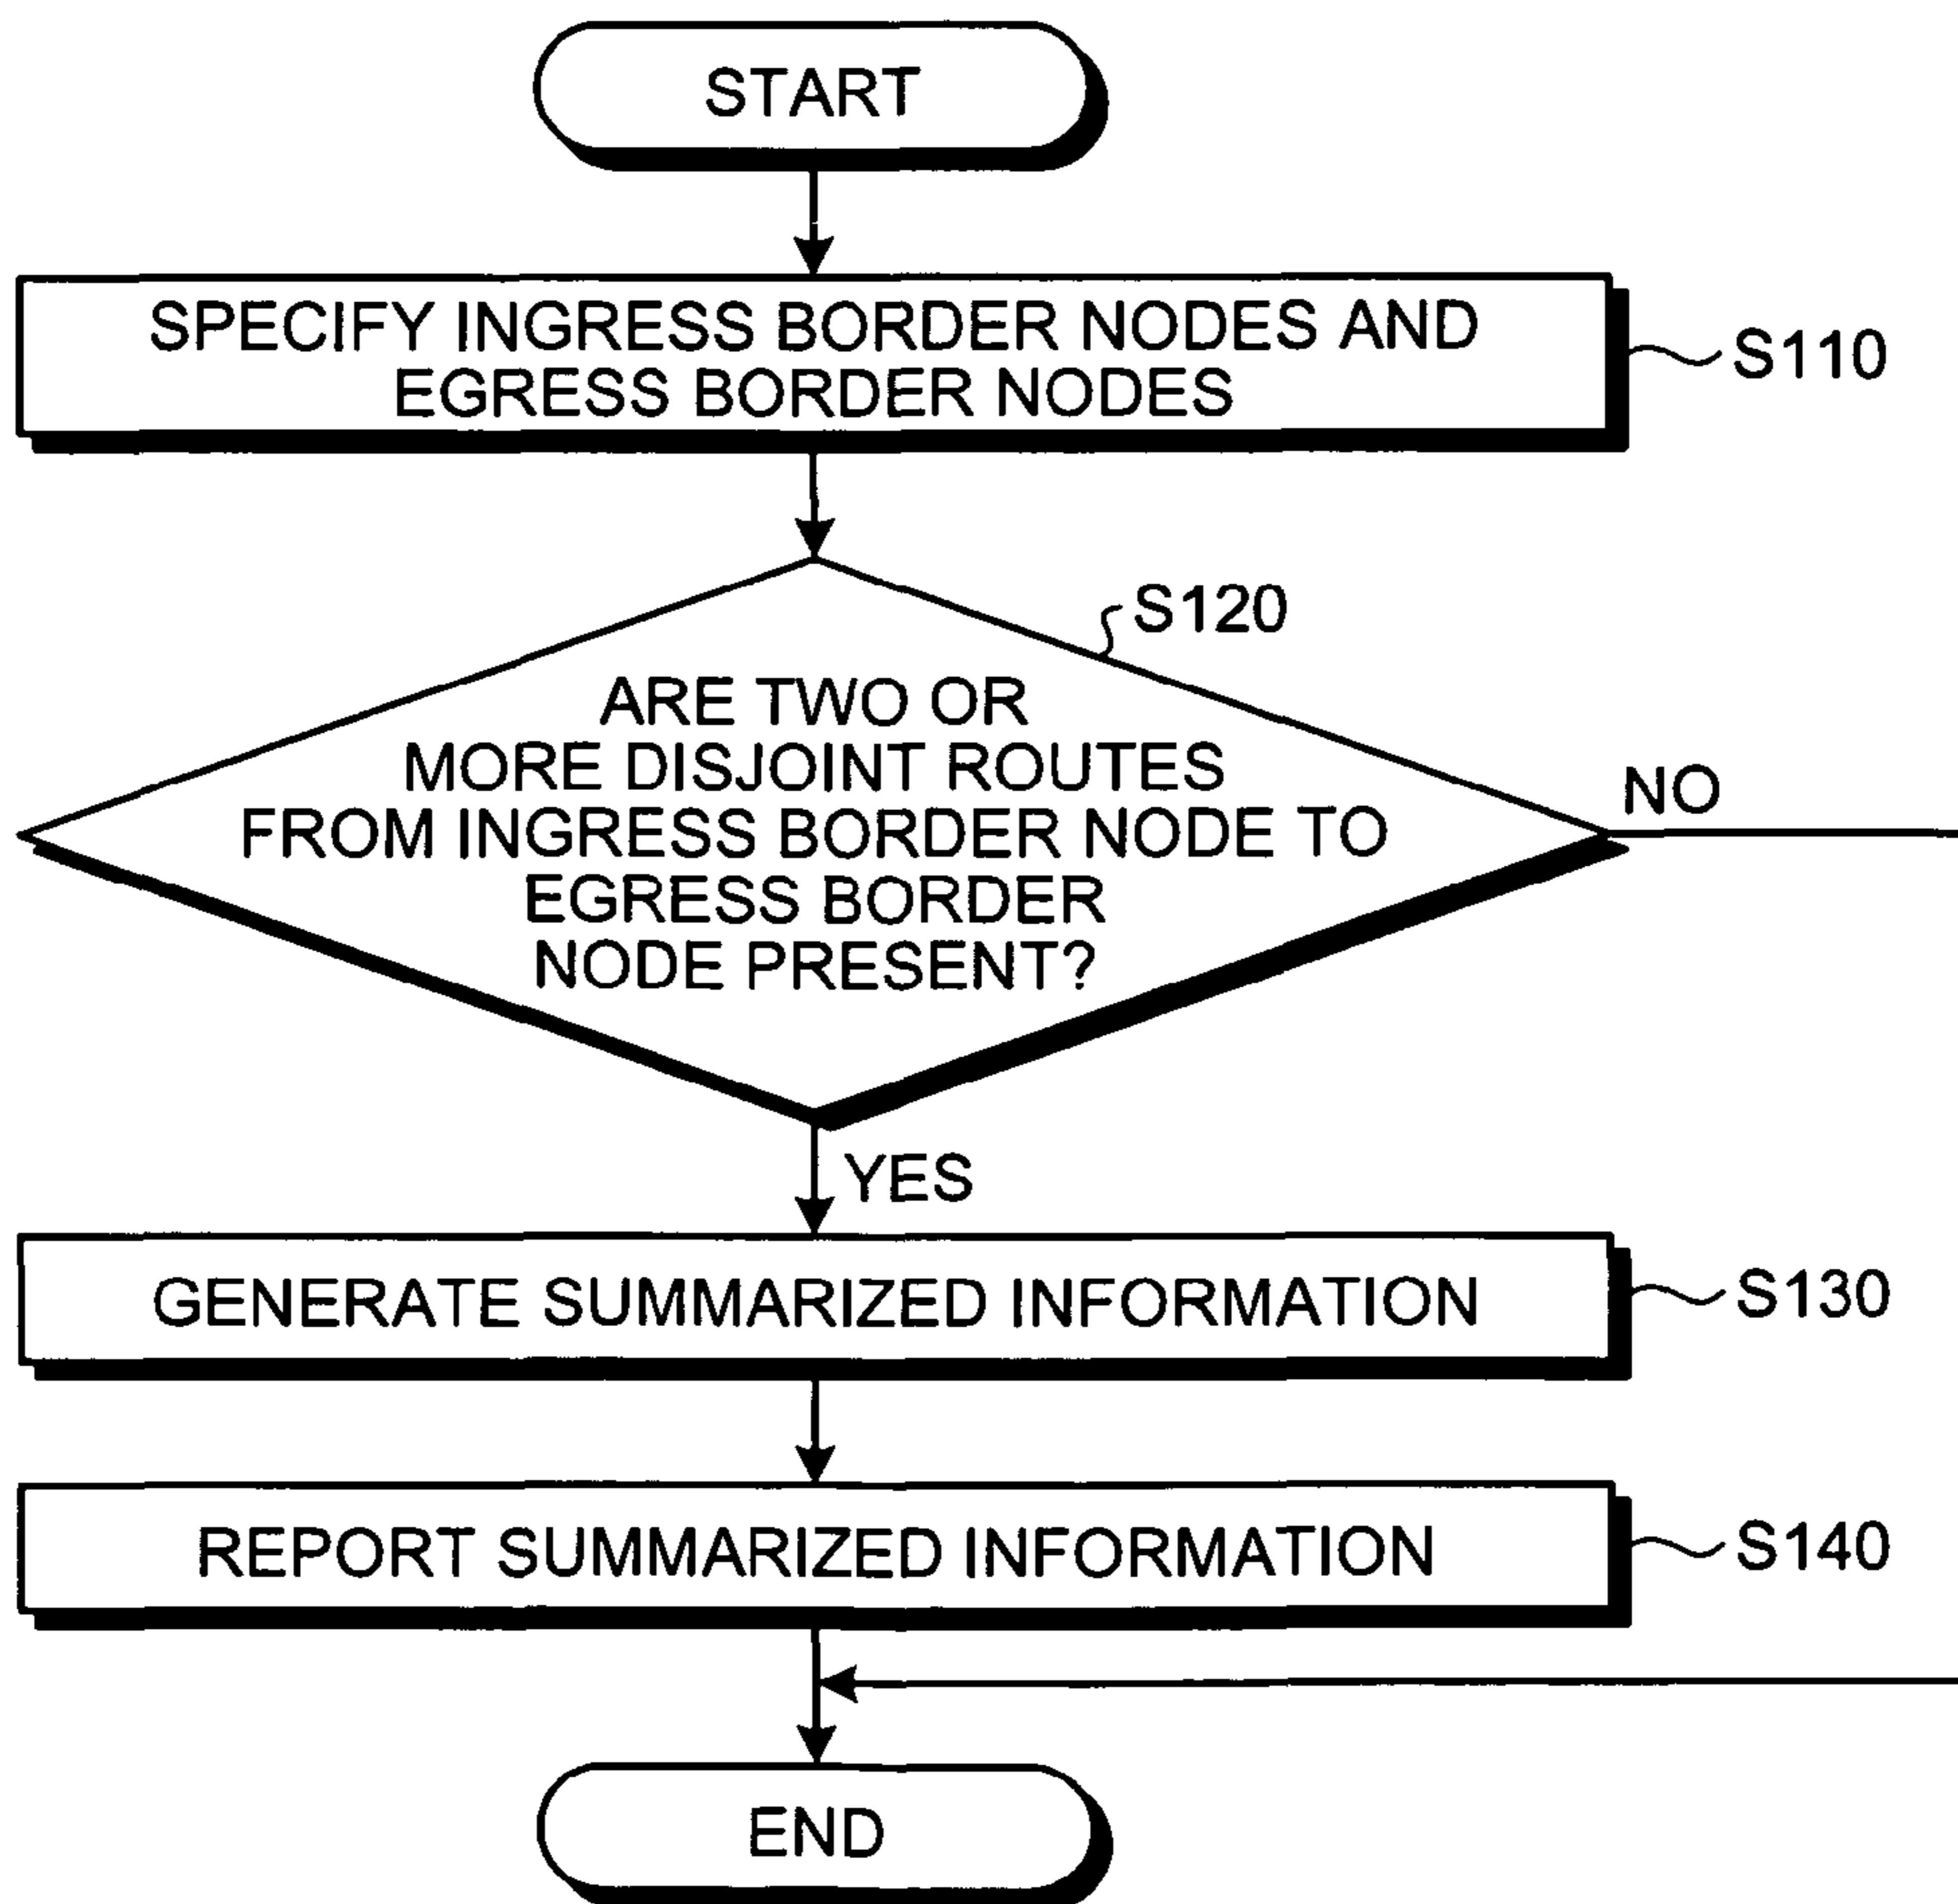 START
SPECIFY INGRESS BORDER NODES AND
EGRESS BORDER NODES
S110
S120
ARE TWO OR
MORE DISJOINT ROUTES
FROM INGRESS BORDER NODE TO
EGRESS BORDER
NODE PRESENT?
NO
YES
GENERATE SUMMARIZED INFORMATION
S130
REPORT SUMMARIZED INFORMATION
S140
END